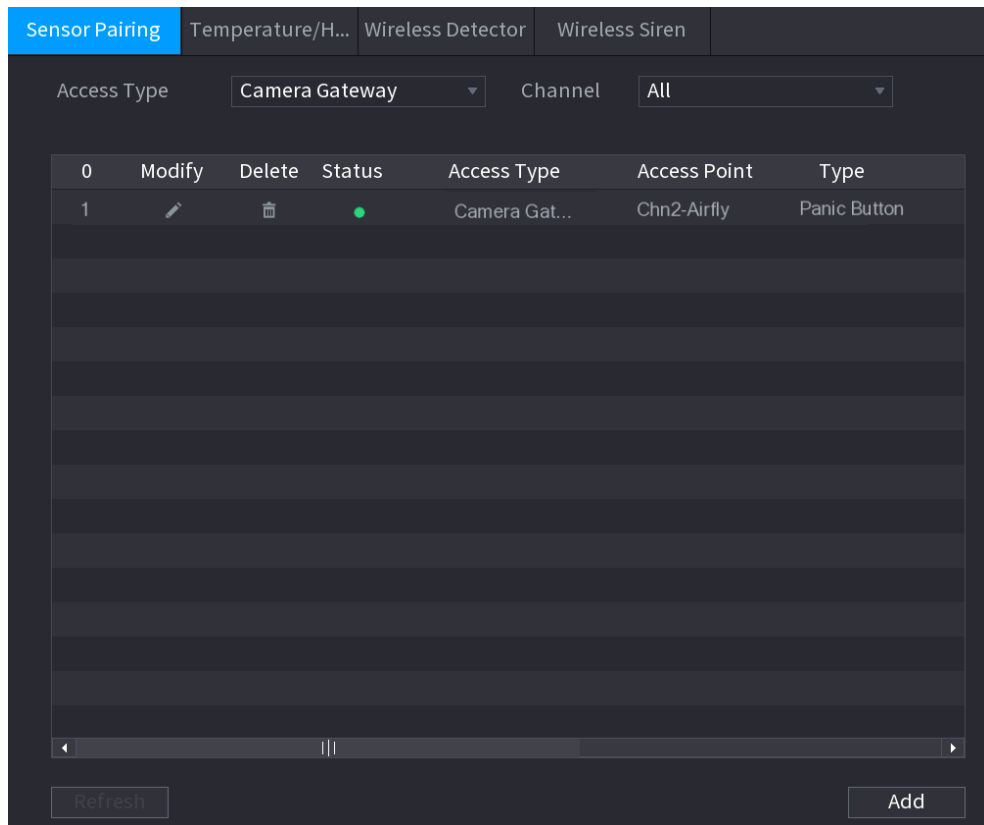 Sensor Pairing Temperature/H... Wireless Detector Wireless Siren
Access Type Camera Gateway Channel All
0 Modify Delete Status Access Type Access Point Type
1 Camera Gat... Chn2-Airfly Panic Button
Refresh Add